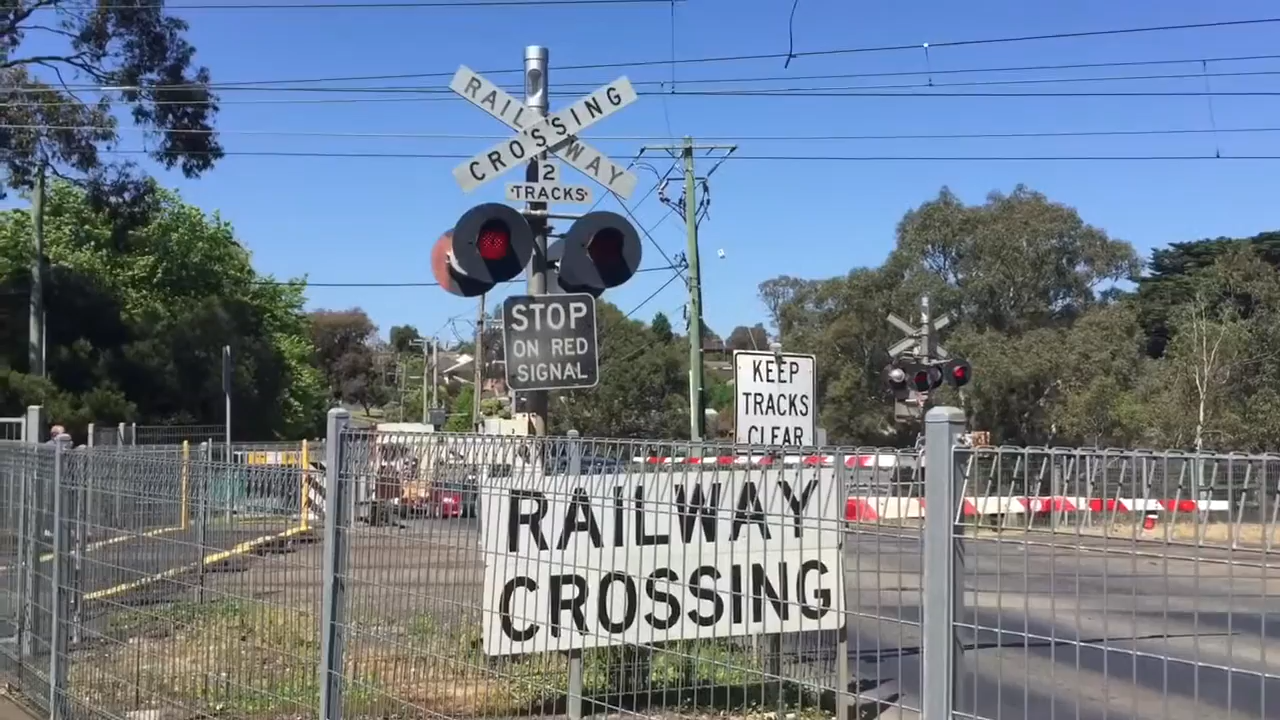 RAILWAY
CROSSING
2
TRACKS
STOP
ON RED
SIGNAL
KEEP
TRACKS
CLEAR
RAILWAY
CROSSING